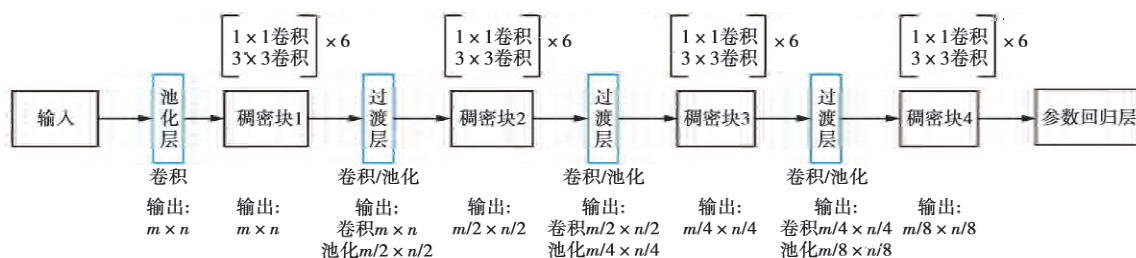 1×1卷积
3×3卷积
×6
1×1卷积
3×3卷积
×6
1×1卷积
3×3卷积
×6
1×1卷积
3×3卷积
×6
输入
池化层
稠密块1
过渡层
稠密块2
过渡层
稠密块3
过渡层
稠密块4
参数回归层
卷积
卷积/池化
卷积/池化
卷积/池化
输出:
m×n
输出:
m×n
输出:
卷积m×n
池化m/2×n/2
输出:
m/2×n/2
输出:
卷积m/2×n/2
池化m/4×n/4
输出:
m/4×n/4
输出:
卷积m/4×n/4
池化m/8×n/8
输出:
m/8×n/8